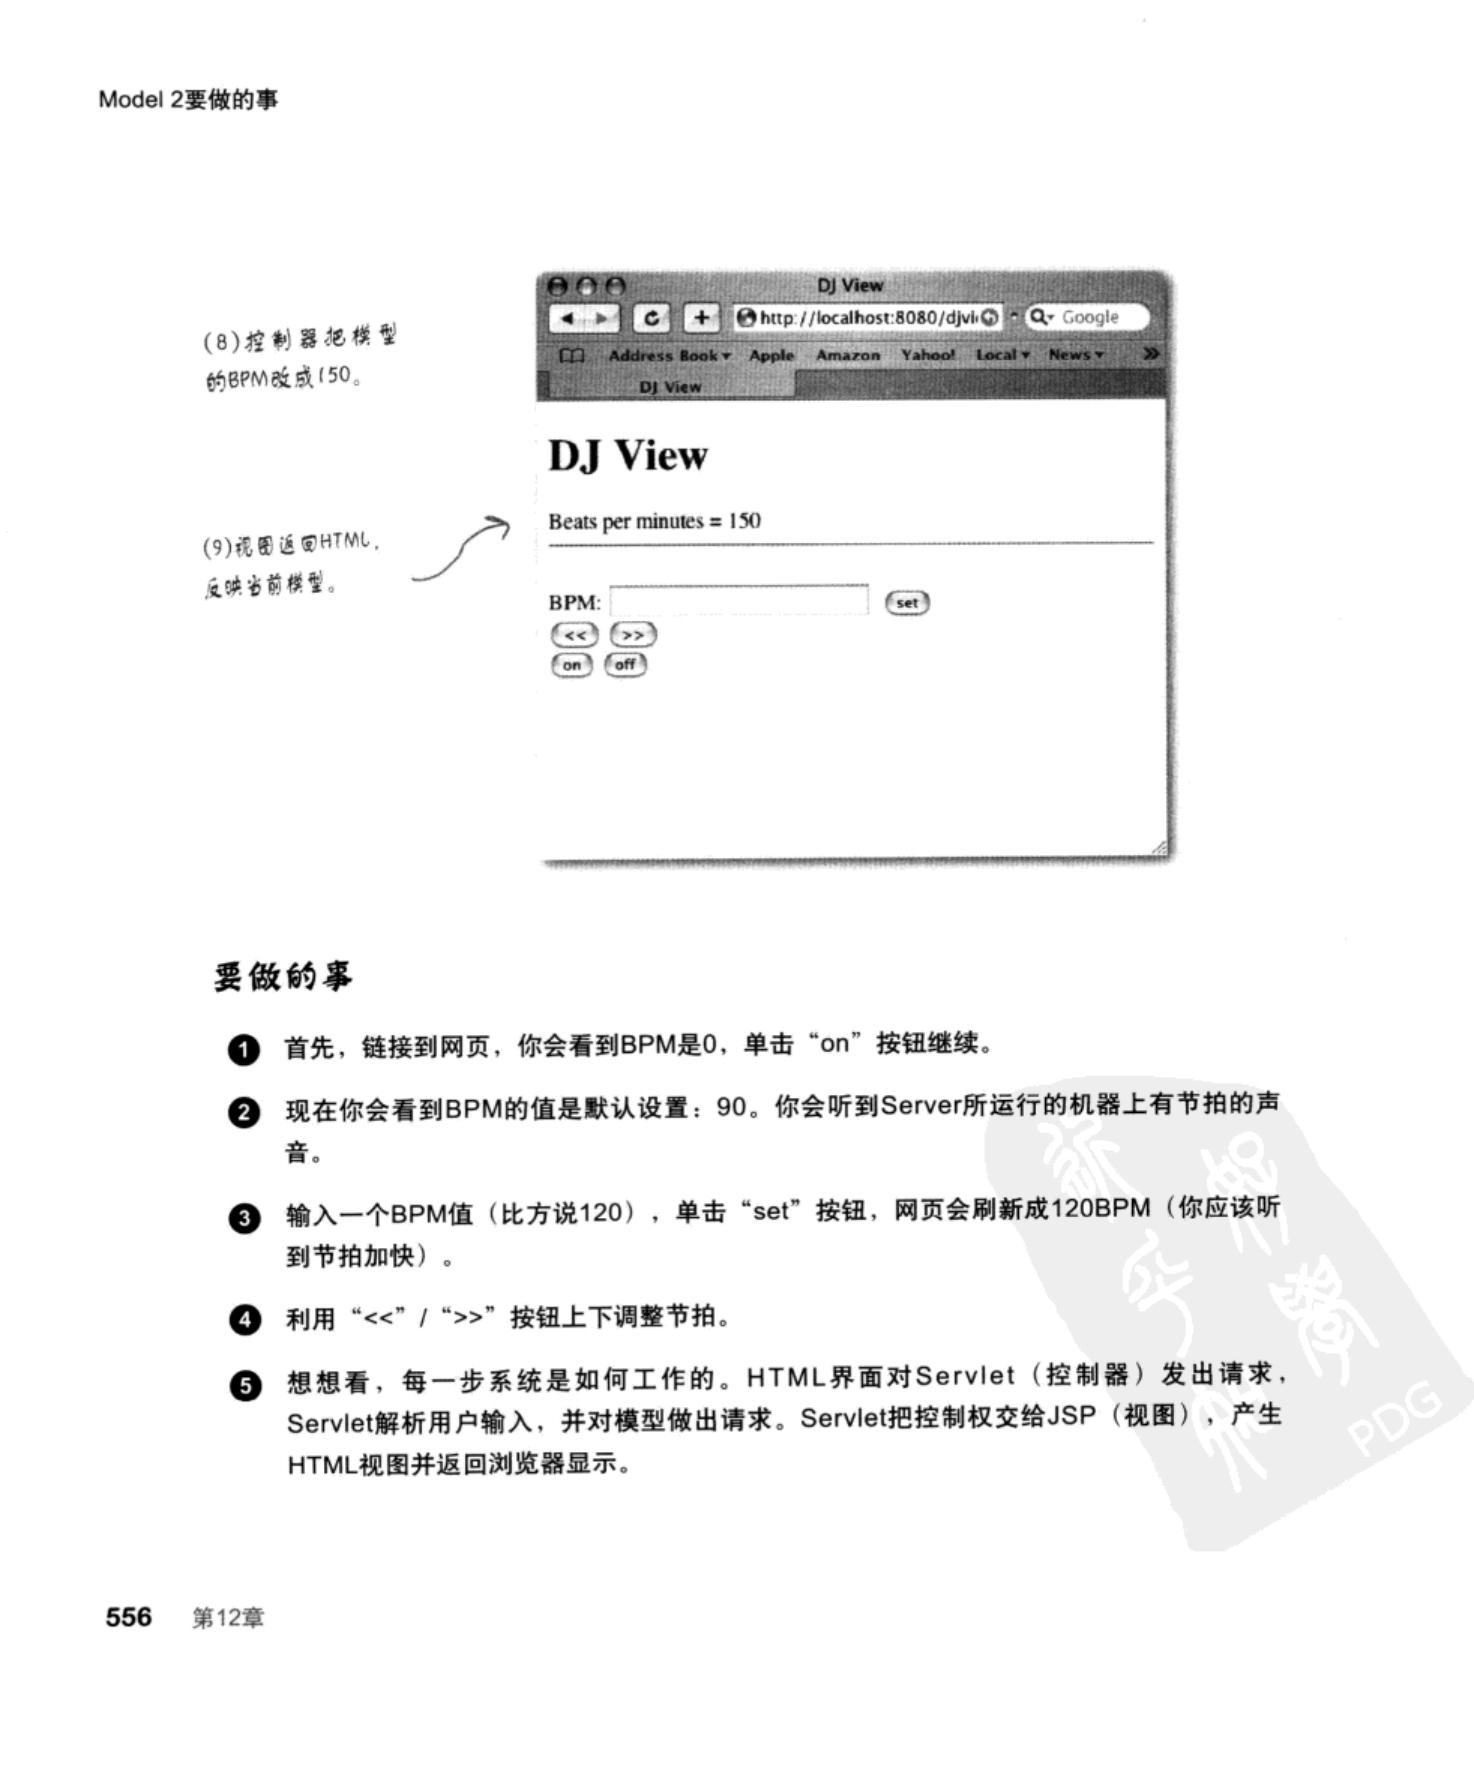 Model 2要做的事
(8)控制器把模型
的BPM改成150。
(9)视图返回HTML,
反映当前模型。
DJ View
http://localhost:8080/djvi
Google
Address Book Apple Amazon Yahoo! Local News »
DJ View
DJ View
Beats per minutes = 150
BPM: set
<< >>
on off
要做的事
1 首先，链接到网页，你会看到BPM是0，单击“on”按钮继续。
2 现在你会看到BPM的值是默认设置：90。你会听到Server所运行的机器上有节拍的声
音。
3 输入一个BPM值（比方说120），单击“set”按钮，网页会刷新成120BPM（你应该听
到节拍加快）。
4 利用“<<” / “>>”按钮上下调整节拍。
5 想想看，每一步系统是如何工作的。HTML界面对Servlet（控制器）发出请求，
Servlet解析用户输入，并对模型做出请求。Servlet把控制权交给JSP（视图），产生
HTML视图并返回浏览器显示。
PDG
556 第12章